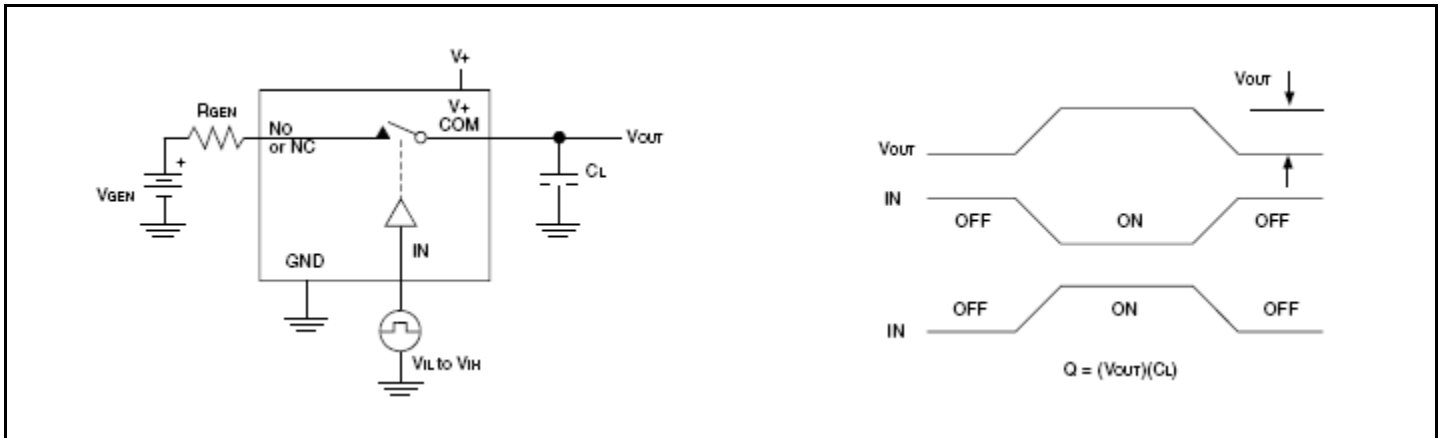 V+
V+
COM
RGEN
No
or NC
VOUT
CL
+
VGEN
IN
GND
VIL to VIH
VOUT
VOUT
IN
OFF
ON
OFF
OFF
ON
OFF
IN
Q = (VOUT)(CL)